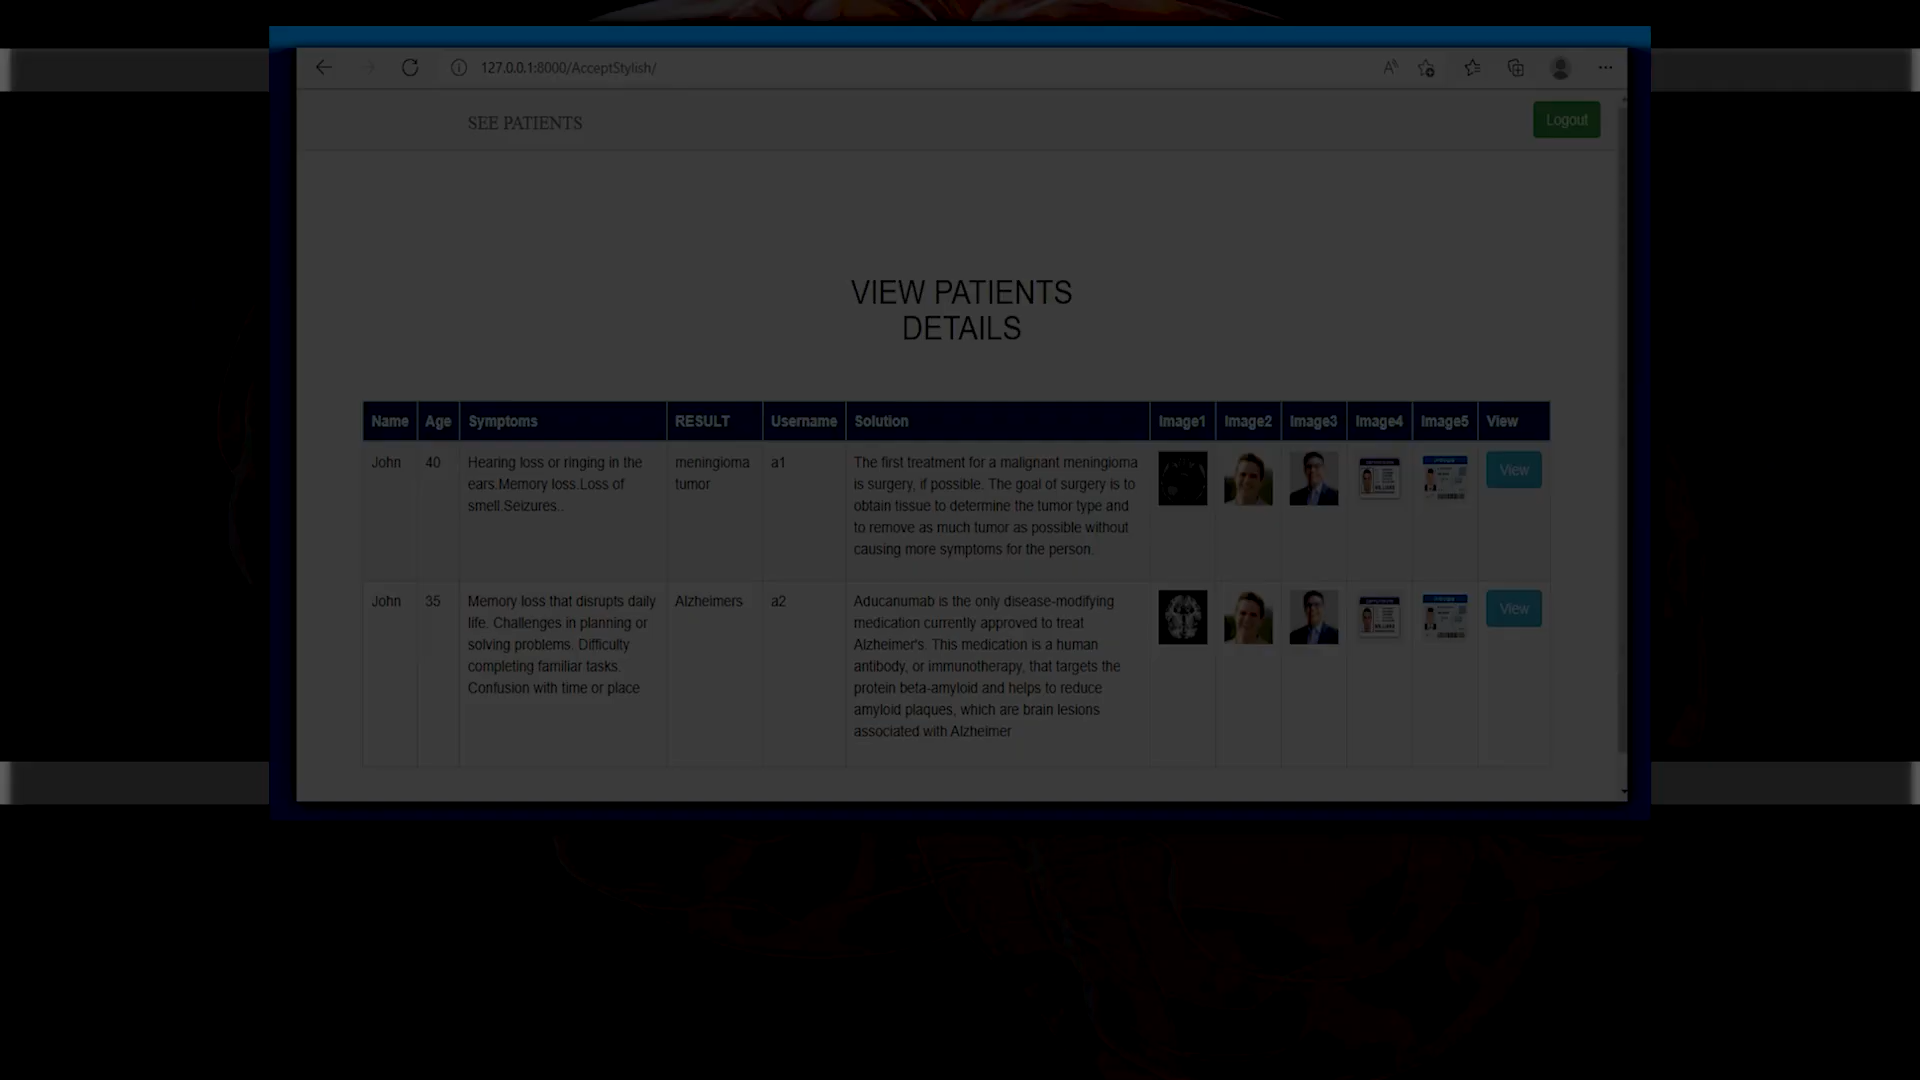 127.0.0.1:8000/AcceptStylish/
SEE PATIENTS
Logout
VIEW PATIENTS
DETAILS
Name Age Symptoms RESULT Username Solution Image1 Image2 Image3 Image4 Image5 View
John 40 Hearing loss or ringing in the meningioma a1 The first treatment for a malignant meningioma View
ears.Memory loss.Loss of tumor is surgery, if possible. The goal of surgery is to
smell.Seizures.. obtain tissue to determine the tumor type and
to remove as much tumor as possible without
causing more symptoms for the person.
John 35 Memory loss that disrupts daily Alzheimers a2 Aducanumab is the only disease-modifying View
life. Challenges in planning or medication currently approved to treat
solving problems. Difficulty Alzheimer's. This medication is a human
completing familiar tasks. antibody, or immunotherapy, that targets the
Confusion with time or place protein beta-amyloid and helps to reduce
amyloid plaques, which are brain lesions
associated with Alzheimer